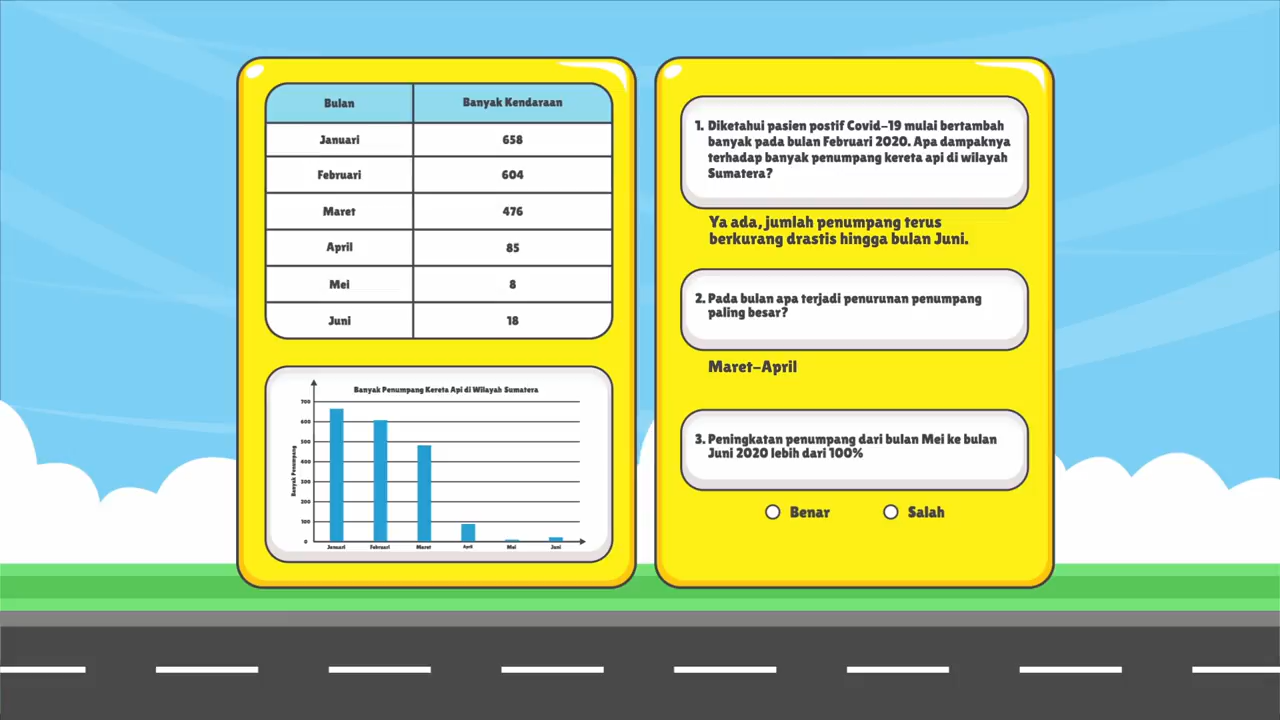 Bulan Banyak Kendaraan
Januari 658
Februari 604
Maret 476
April 85
Mei 8
Juni 18
Banyak Penumpang Kereta Api di Wilayah Sumatera
Banyak Penumpang
700
600
500
400
300
200
100
0
Januari Februari Maret April Mei Juni
1. Diketahui pasien postif Covid-19 mulai bertambah
banyak pada bulan Februari 2020. Apa dampaknya
terhadap banyak penumpang kereta api di wilayah
Sumatera?
Ya ada, jumlah penumpang terus
berkurang drastis hingga bulan Juni.
2. Pada bulan apa terjadi penurunan penumpang
paling besar?
Maret-April
3. Peningkatan penumpang dari bulan Mei ke bulan
Juni 2020 lebih dari 100%
Benar Salah